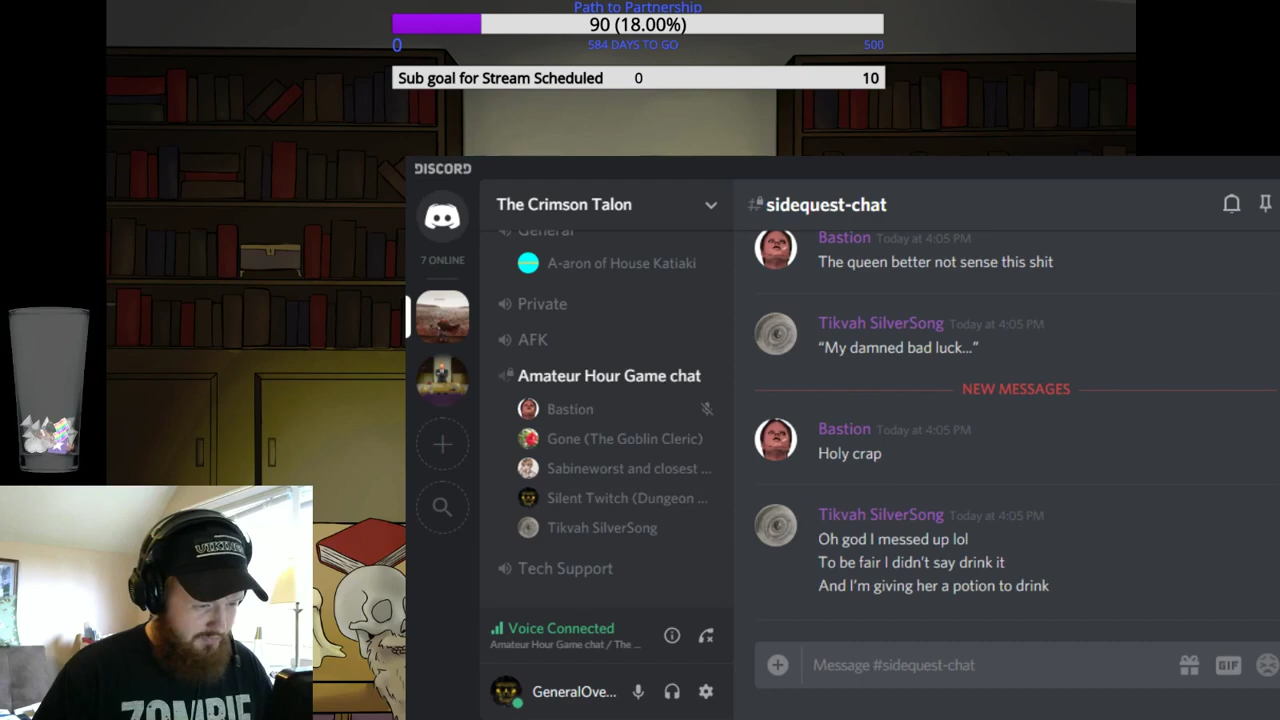 Path to Partnership
90 (18.00%)
0
584 DAYS TO GO
500
Sub goal for Stream Scheduled 0 10
DISCORD
The Crimson Talon
sidequest-chat
7 ONLINE
General
A-aron of House Katiaki
Private
AFK
Amateur Hour Game chat
Bastion
Gone (The Goblin Cleric)
Sabineworst and closest ...
Silent Twitch (Dungeon ...
Tikvah SilverSong
Tech Support
Voice Connected
Amateur Hour Game chat / The ...
GeneralOve...
Bastion Today at 4:05 PM
The queen better not sense this shit
Tikvah SilverSong Today at 4:05 PM
“My damned bad luck...”
NEW MESSAGES
Bastion Today at 4:05 PM
Holy crap
Tikvah SilverSong Today at 4:05 PM
Oh god I messed up lol
To be fair I didn’t say drink it
And I’m giving her a potion to drink
Message #sidequest-chat
GIF
VIKINGS
ZOMBIE